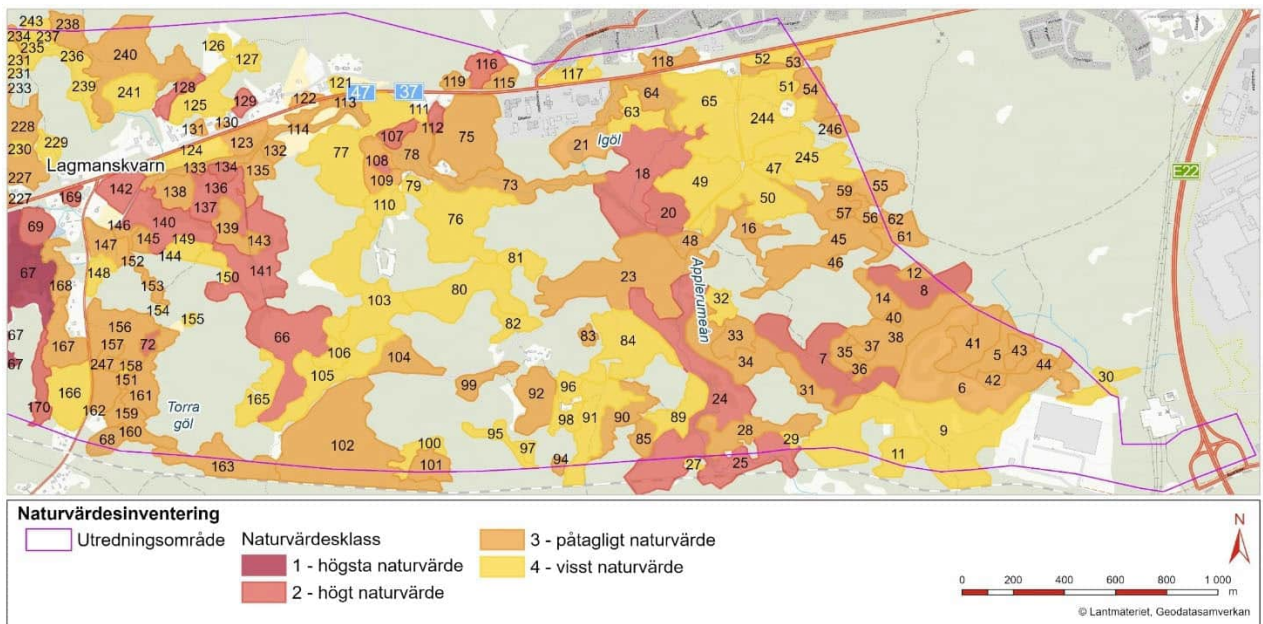 243 238
234 237
235 236 240 126 127
231
231 239 241 128 125 129
233
121 47 37 119 116 115 117 118 52 53
122 113 111 64 65 51 54
228 131 130 114 107 112 75 63 244 246
229 124 123 132 108 78 21 Igöl
230 133 134 135 77 47 245
Lagmanskvarn
227 142 138 136 109 79 73 18 49 59 55
227 169 137 110 20 50 57 56 62
69 146 140 139 76 16 45 61
147 145 149 143 48
67 148 152 144 150 141 81 23 46
168 153 80 Applerumeån 12
154 155 103 32 14 8
67 156 66 82 83 84 33 40
167 157 72 106 34 7 35 37 38 41 5 43
67 247 158 105 104 36 44
151 99 92 96 31 6 42 30
166 161 165 24
170 162 159 Torra
göl 98 91 90 89
68 160 102 100 95 97 85 28 29 9
163 101 94 27 25 11
E22
Naturvärdesinventering
Utredningsområde
Naturvärdesklass
1 - högsta naturvärde
2 - högt naturvärde
3 - påtagligt naturvärde
4 - visst naturvärde
N
0 200 400 600 800 1 000
m
© Lantmäteriet, Geodatasamverkan